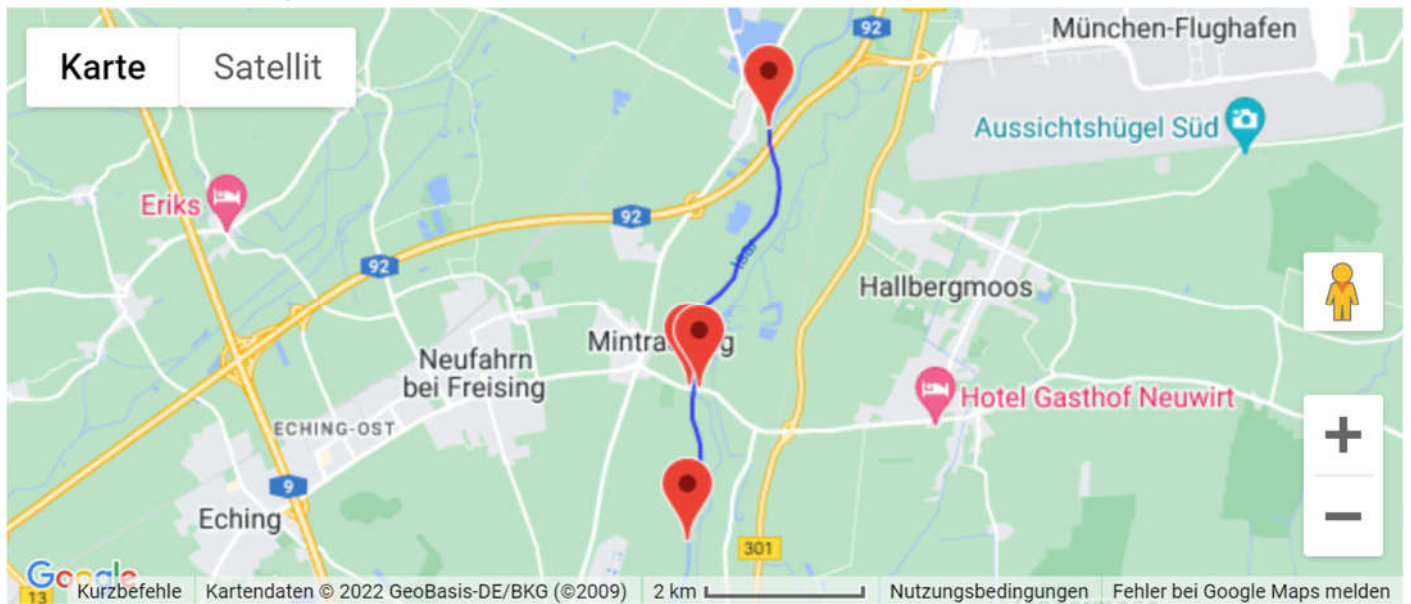 Karte
Satellit
München-Flughafen
92
Aussichtshügel Süd
Eriks
92
92
Isar
Hallbergmoos
Neufahrn
bei Freising
Hotel Gasthof Neuwirt
ECHING-OST
9
Eching
301
13
Google
Kurzbefehle
Kartendaten © 2022 GeoBasis-DE/BKG (©2009)
2 km
Nutzungsbedingungen
Fehler bei Google Maps melden